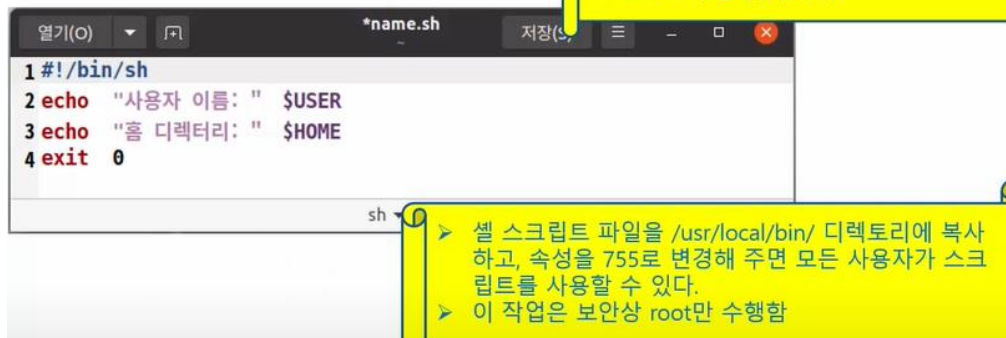 열기(O) *name.sh 저장(S)
~
1 #!/bin/sh
2 echo "사용자 이름: " $USER
3 echo "홈 디렉터리: " $HOME
4 exit 0
sh
➢ 셸 스크립트 파일을 /usr/local/bin/ 디렉토리에 복사
하고, 속성을 755로 변경해 주면 모든 사용자가 스크
립트를 사용할 수 있다.
➢ 이 작업은 보안상 root만 수행함